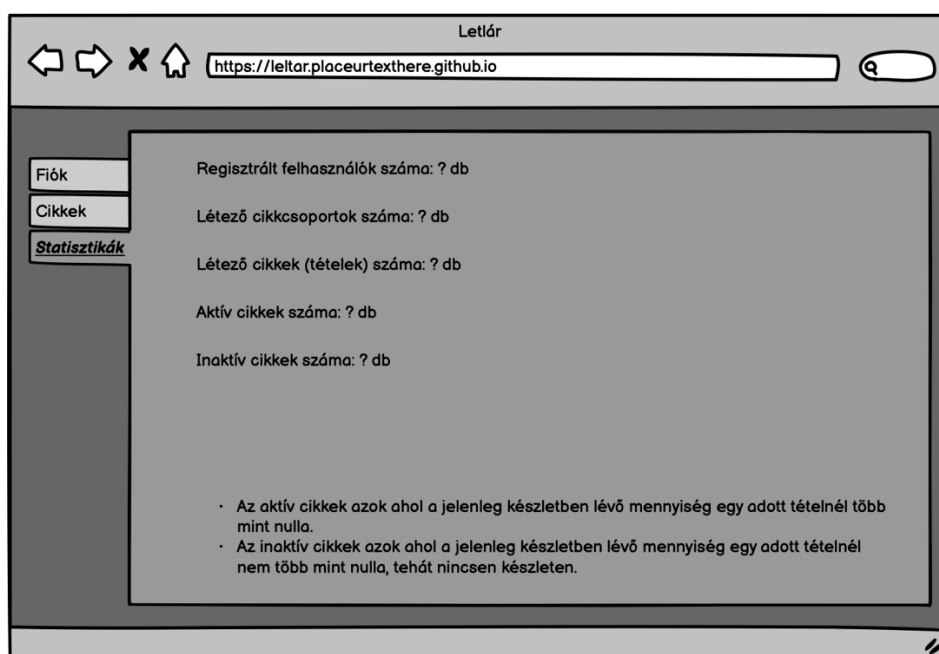 Letlár
https://leltar.placeurtexthere.github.io
Fiók
Cikkek
Statisztikák
Regisztrált felhasználók száma: ? db
Létező cikkcsoportok száma: ? db
Létező cikkek (tételek) száma: ? db
Aktív cikkek száma: ? db
Inaktív cikkek száma: ? db
· Az aktív cikkek azok ahol a jelenleg készletben lévő mennyiség egy adott tételnél több
mint nulla.
· Az inaktív cikkek azok ahol a jelenleg készletben lévő mennyiség egy adott tételnél
nem több mint nulla, tehát nincsen készleten.